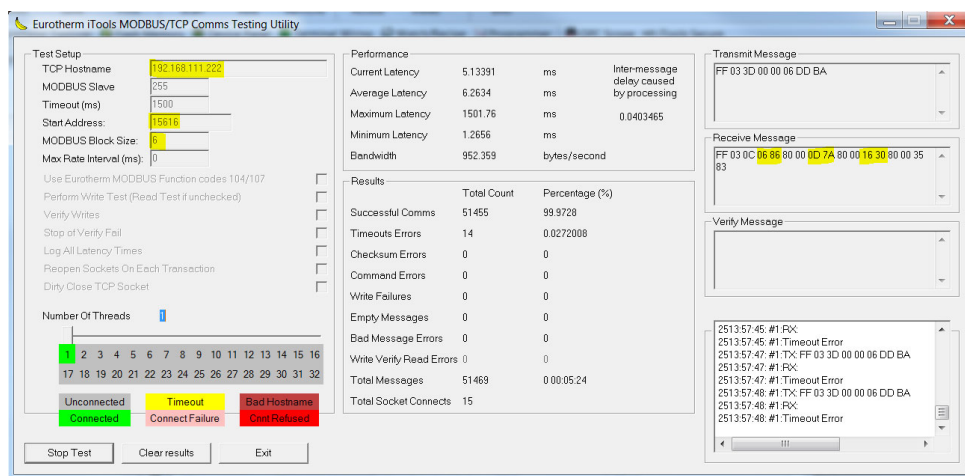 Eurotherm iTools MODBUS/TCP Comms Testing Utility
Test Setup
TCP Hostname 192.168.111.222
MODBUS Slave 255
Timeout (ms) 1500
Start Address: 15616
MODBUS Block Size: 6
Max Rate Interval (ms): 0
Use Eurotherm MODBUS Function codes 104/107
Perform Write Test (Read Test if unchecked)
Verify Writes
Stop of Verify Fail
Log All Latency Times
Reopen Sockets On Each Transaction
Dirty Close TCP Socket
Number Of Threads 1
1 2 3 4 5 6 7 8 9 10 11 12 13 14 15 16
17 18 19 20 21 22 23 24 25 26 27 28 29 30 31 32
Unconnected Timeout Bad Hostname
Connected Connect Failure Cnnt Refused
Stop Test Clear results Exit
Performance
Current Latency 5.13391 ms
Average Latency 6.2634 ms
Maximum Latency 1501.76 ms
Minimum Latency 1.2656 ms
Bandwidth 952.359 bytes/second
Inter-message
delay caused
by processing
0.0403465
Results
Total Count Percentage (%)
Successful Comms 51455 99.9728
Timeouts Errors 14 0.0272008
Checksum Errors 0 0
Command Errors 0 0
Write Failures 0 0
Empty Messages 0 0
Bad Message Errors 0 0
Write Verify Read Errors 0 0
Total Messages 51469 0 00:05:24
Total Socket Connects 15
Transmit Message
FF 03 3D 00 00 06 DD BA
Receive Message
FF 03 0C 06 86 80 00 0D 7A 80 00 16 30 80 00 35
83
Verify Message
2513:57:45: #1:RX:
2513:57:45: #1:Timeout Error
2513:57:47: #1:TX: FF 03 3D 00 00 06 DD BA
2513:57:47: #1:RX:
2513:57:47: #1:Timeout Error
2513:57:48: #1:TX: FF 03 3D 00 00 06 DD BA
2513:57:48: #1:RX:
2513:57:48: #1:Timeout Error